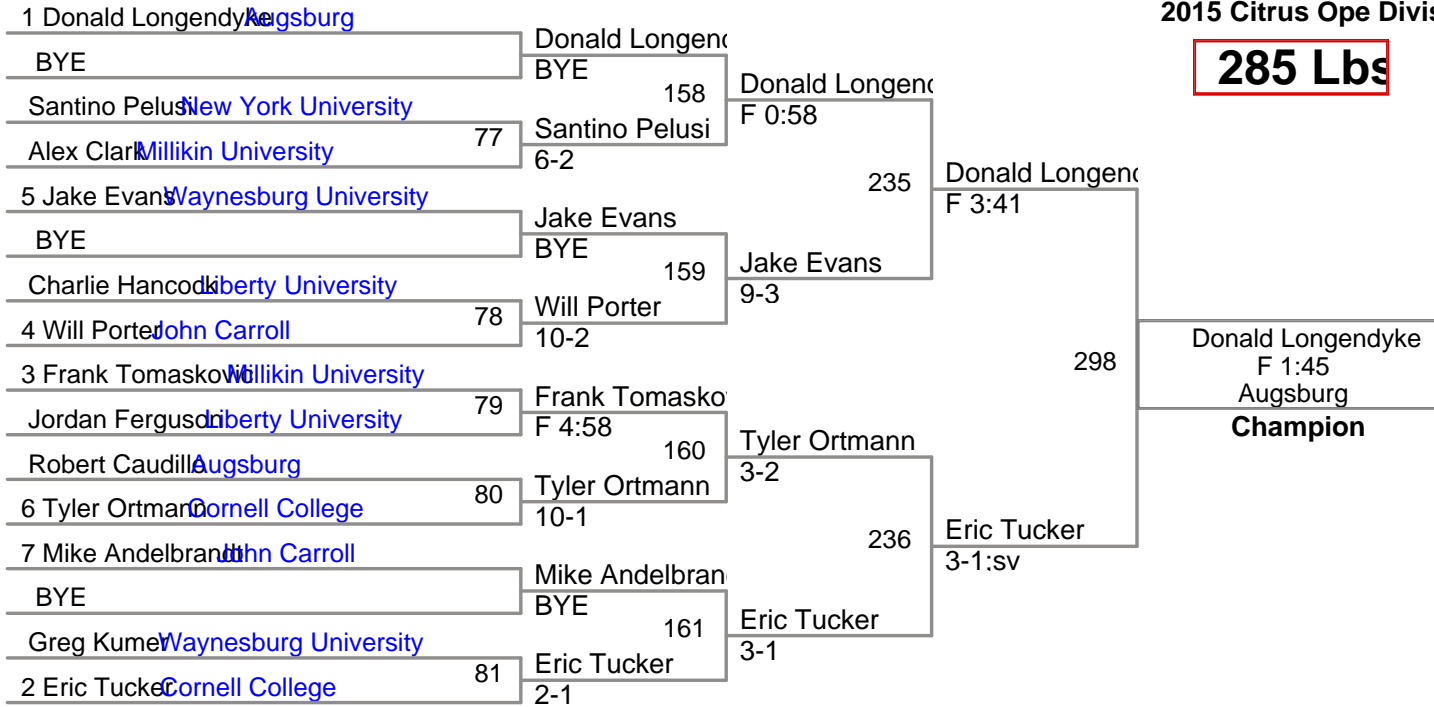 2015 Citrus Ope Divis
285 Lbs
1 Donald Longendyke Augsburg
BYE
Santino Pelusi New York University
Alex Clark Millikin University
5 Jake Evans Waynesburg University
BYE
Charlie Hancock Liberty University
4 Will Porter John Carroll
3 Frank Tomaskovic Millikin University
Jordan Ferguson Liberty University
Robert Caudillo Augsburg
6 Tyler Ortmann Cornell College
7 Mike Andelbrandt John Carroll
BYE
Greg Kumer Waynesburg University
2 Eric Tucker Cornell College
77
78
79
80
81
Donald Longend
BYE
Santino Pelusi
6-2
Jake Evans
BYE
Will Porter
10-2
Frank Tomasko
F 4:58
Tyler Ortmann
10-1
Mike Andelbran
BYE
Eric Tucker
2-1
158
159
160
161
Donald Longend
F 0:58
Jake Evans
9-3
Tyler Ortmann
3-2
Eric Tucker
3-1
235
236
Donald Longend
F 3:41
Eric Tucker
3-1:sv
298
Donald Longendyke
F 1:45
Augsburg
Champion